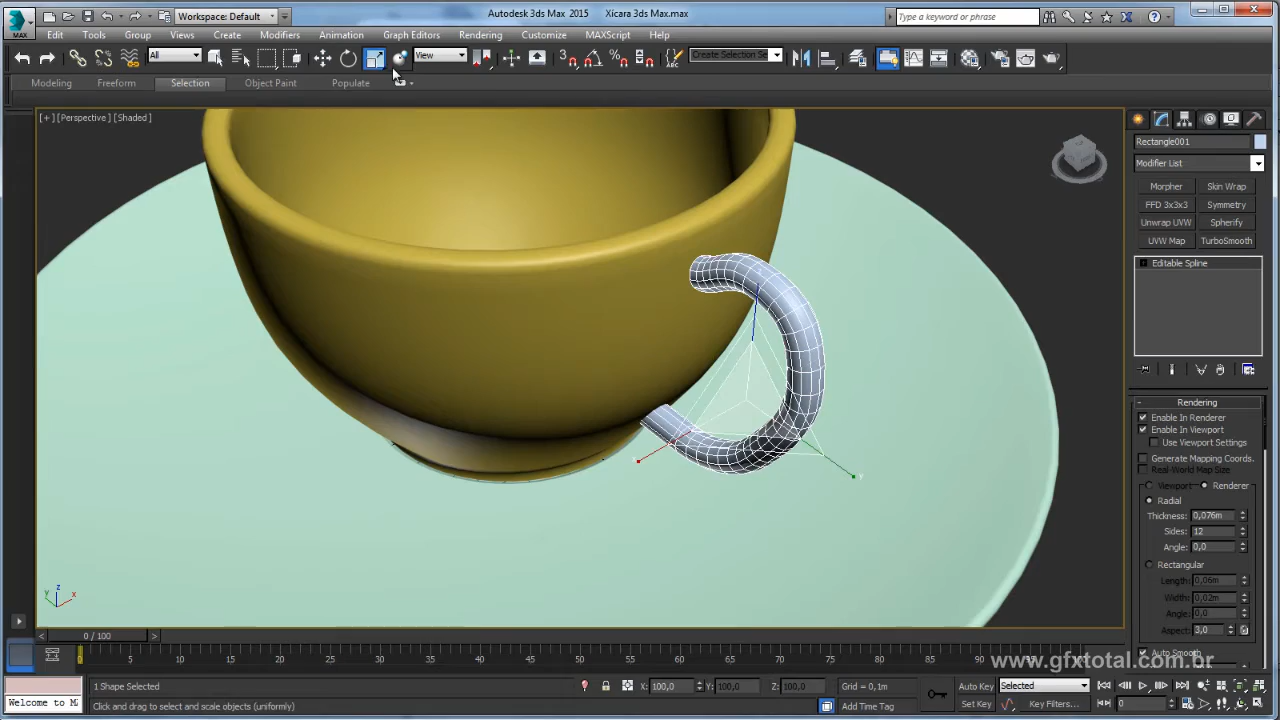 MAX
Workspace: Default
Autodesk 3ds Max 2015 Xícara 3ds Max.max
Type a keyword or phrase
Edit Tools Group Views Create Modifiers Animation Graph Editors Rendering Customize MAXScript Help
All
View
3
Create Selection Se
Modeling Freeform Selection Object Paint Populate
[+] [Perspective] [Shaded]
Rectangle001
Modifier List
Morpher Skin Wrap
FFD 3x3x3 Symmetry
Unwrap UVW Spherify
UVW Map TurboSmooth
Editable Spline
- Rendering
Enable In Renderer
Enable In Viewport
Use Viewport Settings
Generate Mapping Coords.
Real-World Map Size
Viewport Renderer
Radial
Thickness: 0,076m
Sides: 12
Angle: 0,0
Rectangular
Length: 0,06m
Width: 0,02m
Angle: 0,0
Aspect: 3,0
Auto Smooth
z
y
x
y
0 / 100
0 5 10 15 20 25 30 35 40 45 50 55 60 65 70 75 80 85 90
www.gfxtotal.com.br
1 Shape Selected
X: 100,0 Y: 100,0 Z: 100,0 Grid = 0,1m
Auto Key Selected
Welcome to M
Click and drag to select and scale objects (uniformly)
Add Time Tag
Set Key Key Filters... 0